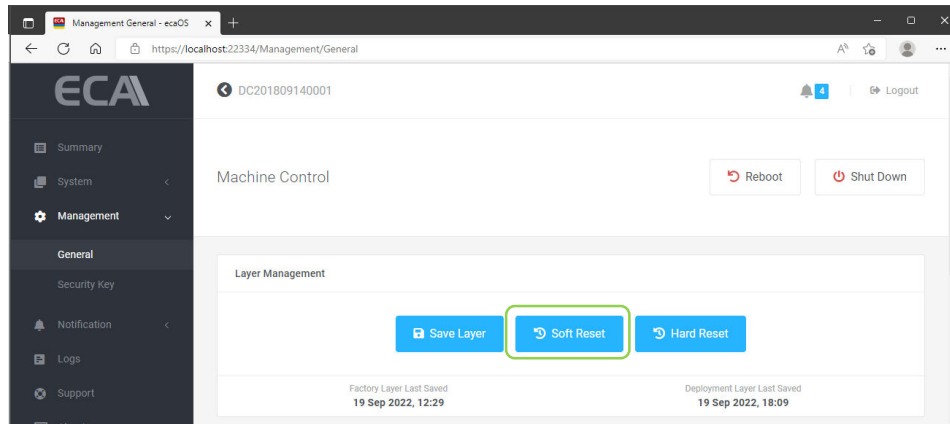 Management General - ecaOS
https://localhost:22334/Management/General
ECA
DC201809140001
4
Logout
Summary
System
Management
General
Security Key
Notification
Logs
Support
Machine Control
Reboot
Shut Down
Layer Management
Save Layer
Soft Reset
Hard Reset
Factory Layer Last Saved
19 Sep 2022, 12:29
Deployment Layer Last Saved
19 Sep 2022, 18:09